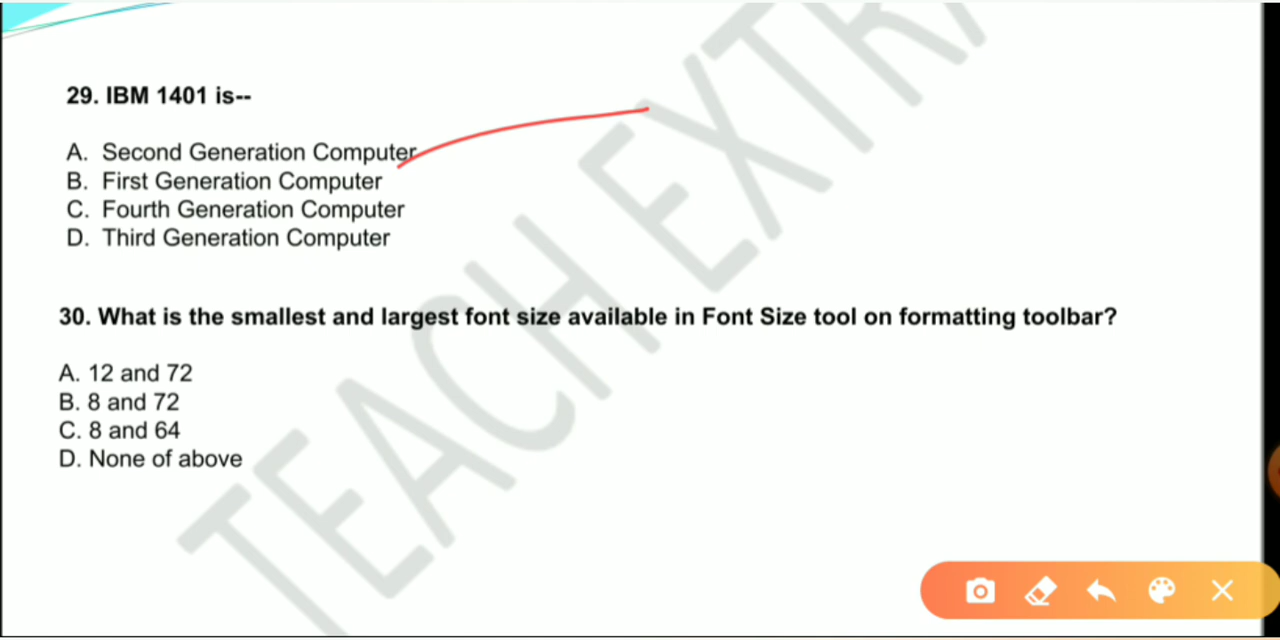 29. IBM 1401 is--
A. Second Generation Computer
B. First Generation Computer
C. Fourth Generation Computer
D. Third Generation Computer
30. What is the smallest and largest font size available in Font Size tool on formatting toolbar?
A. 12 and 72
B. 8 and 72
C. 8 and 64
D. None of above
TEACH EXTRA